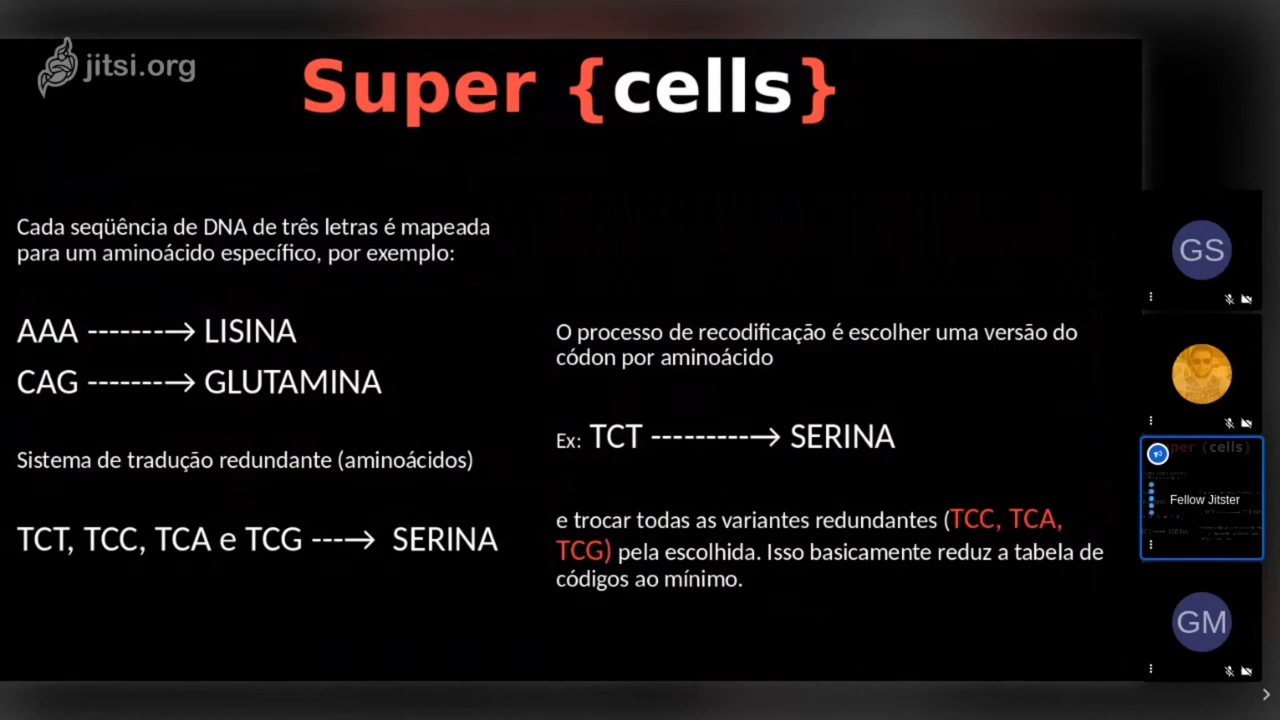 jitsi.org
Super {cells}
Cada seqüência de DNA de três letras é mapeada
para um aminoácido específico, por exemplo:
AAA --------→ LISINA
CAG --------→ GLUTAMINA
Sistema de tradução redundante (aminoácidos)
TCT, TCC, TCA e TCG ----→ SERINA
O processo de recodificação é escolher uma versão do
códon por aminoácido
Ex: TCT ----------→ SERINA
e trocar todas as variantes redundantes (TCC, TCA,
TCG) pela escolhida. Isso basicamente reduz a tabela de
códigos ao mínimo.
GS
Fellow Jitster
GM